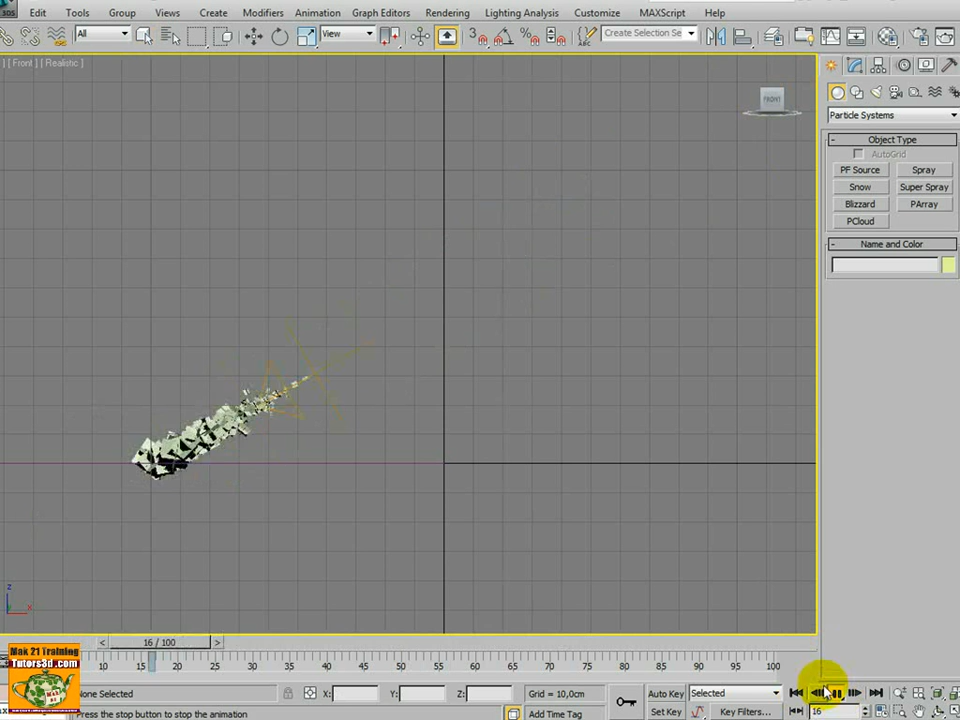 Edit Tools Group Views Create Modifiers Animation Graph Editors Rendering Lighting Analysis Customize MAXScript Help
All View 3 % ABC Create Selection Se
] [ Front ] [ Realistic ]
FRONT
Particle Systems
- Object Type
AutoGrid
PF Source Spray
Snow Super Spray
Blizzard PArray
PCloud
- Name and Color
z
x
< 16 / 100 >
10 15 20 25 30 35 40 45 50 55 60 65 70 75 80 85 90 95 100
Mak 21 Training
Tutors3d.com
None Selected X: Y: Z: Grid = 10,0cm Auto Key Selected
Press the stop button to stop the animation Add Time Tag Set Key Key Filters... 16